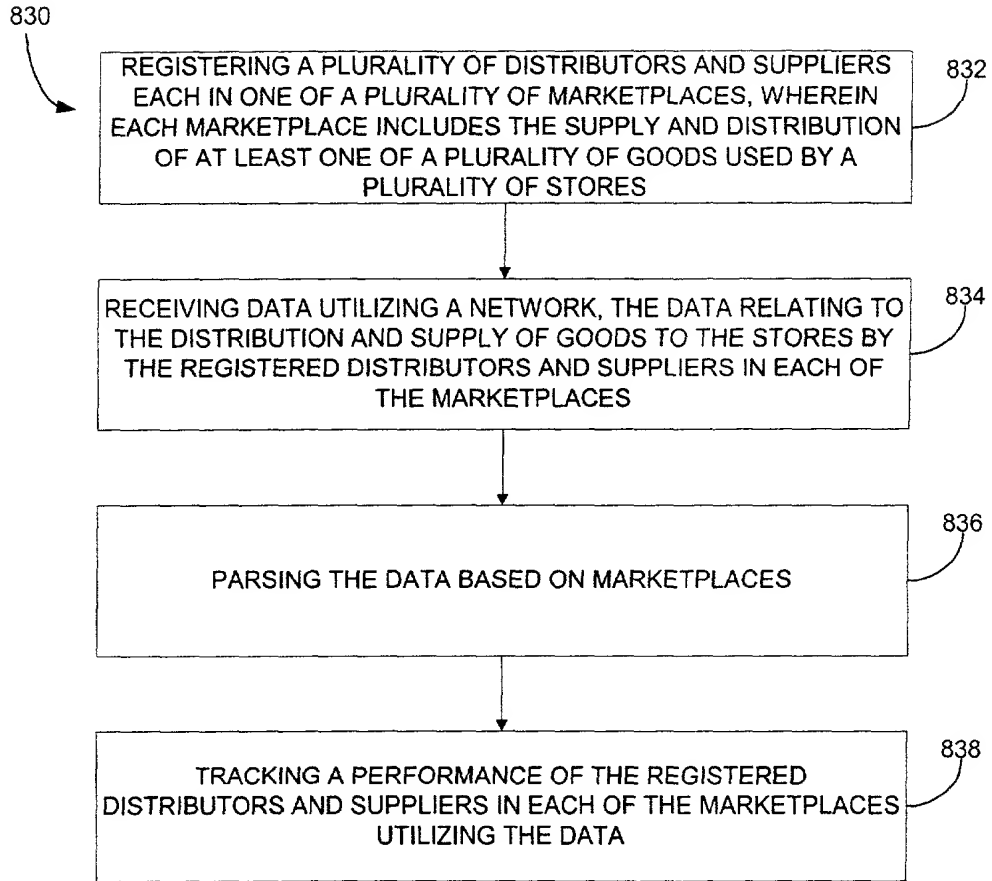 830
REGISTERING A PLURALITY OF DISTRIBUTORS AND SUPPLIERS
EACH IN ONE OF A PLURALITY OF MARKETPLACES, WHEREIN
EACH MARKETPLACE INCLUDES THE SUPPLY AND DISTRIBUTION
OF AT LEAST ONE OF A PLURALITY OF GOODS USED BY A
PLURALITY OF STORES
832
RECEIVING DATA UTILIZING A NETWORK, THE DATA RELATING TO
THE DISTRIBUTION AND SUPPLY OF GOODS TO THE STORES BY
THE REGISTERED DISTRIBUTORS AND SUPPLIERS IN EACH OF
THE MARKETPLACES
834
PARSING THE DATA BASED ON MARKETPLACES
836
TRACKING A PERFORMANCE OF THE REGISTERED
DISTRIBUTORS AND SUPPLIERS IN EACH OF THE MARKETPLACES
UTILIZING THE DATA
838